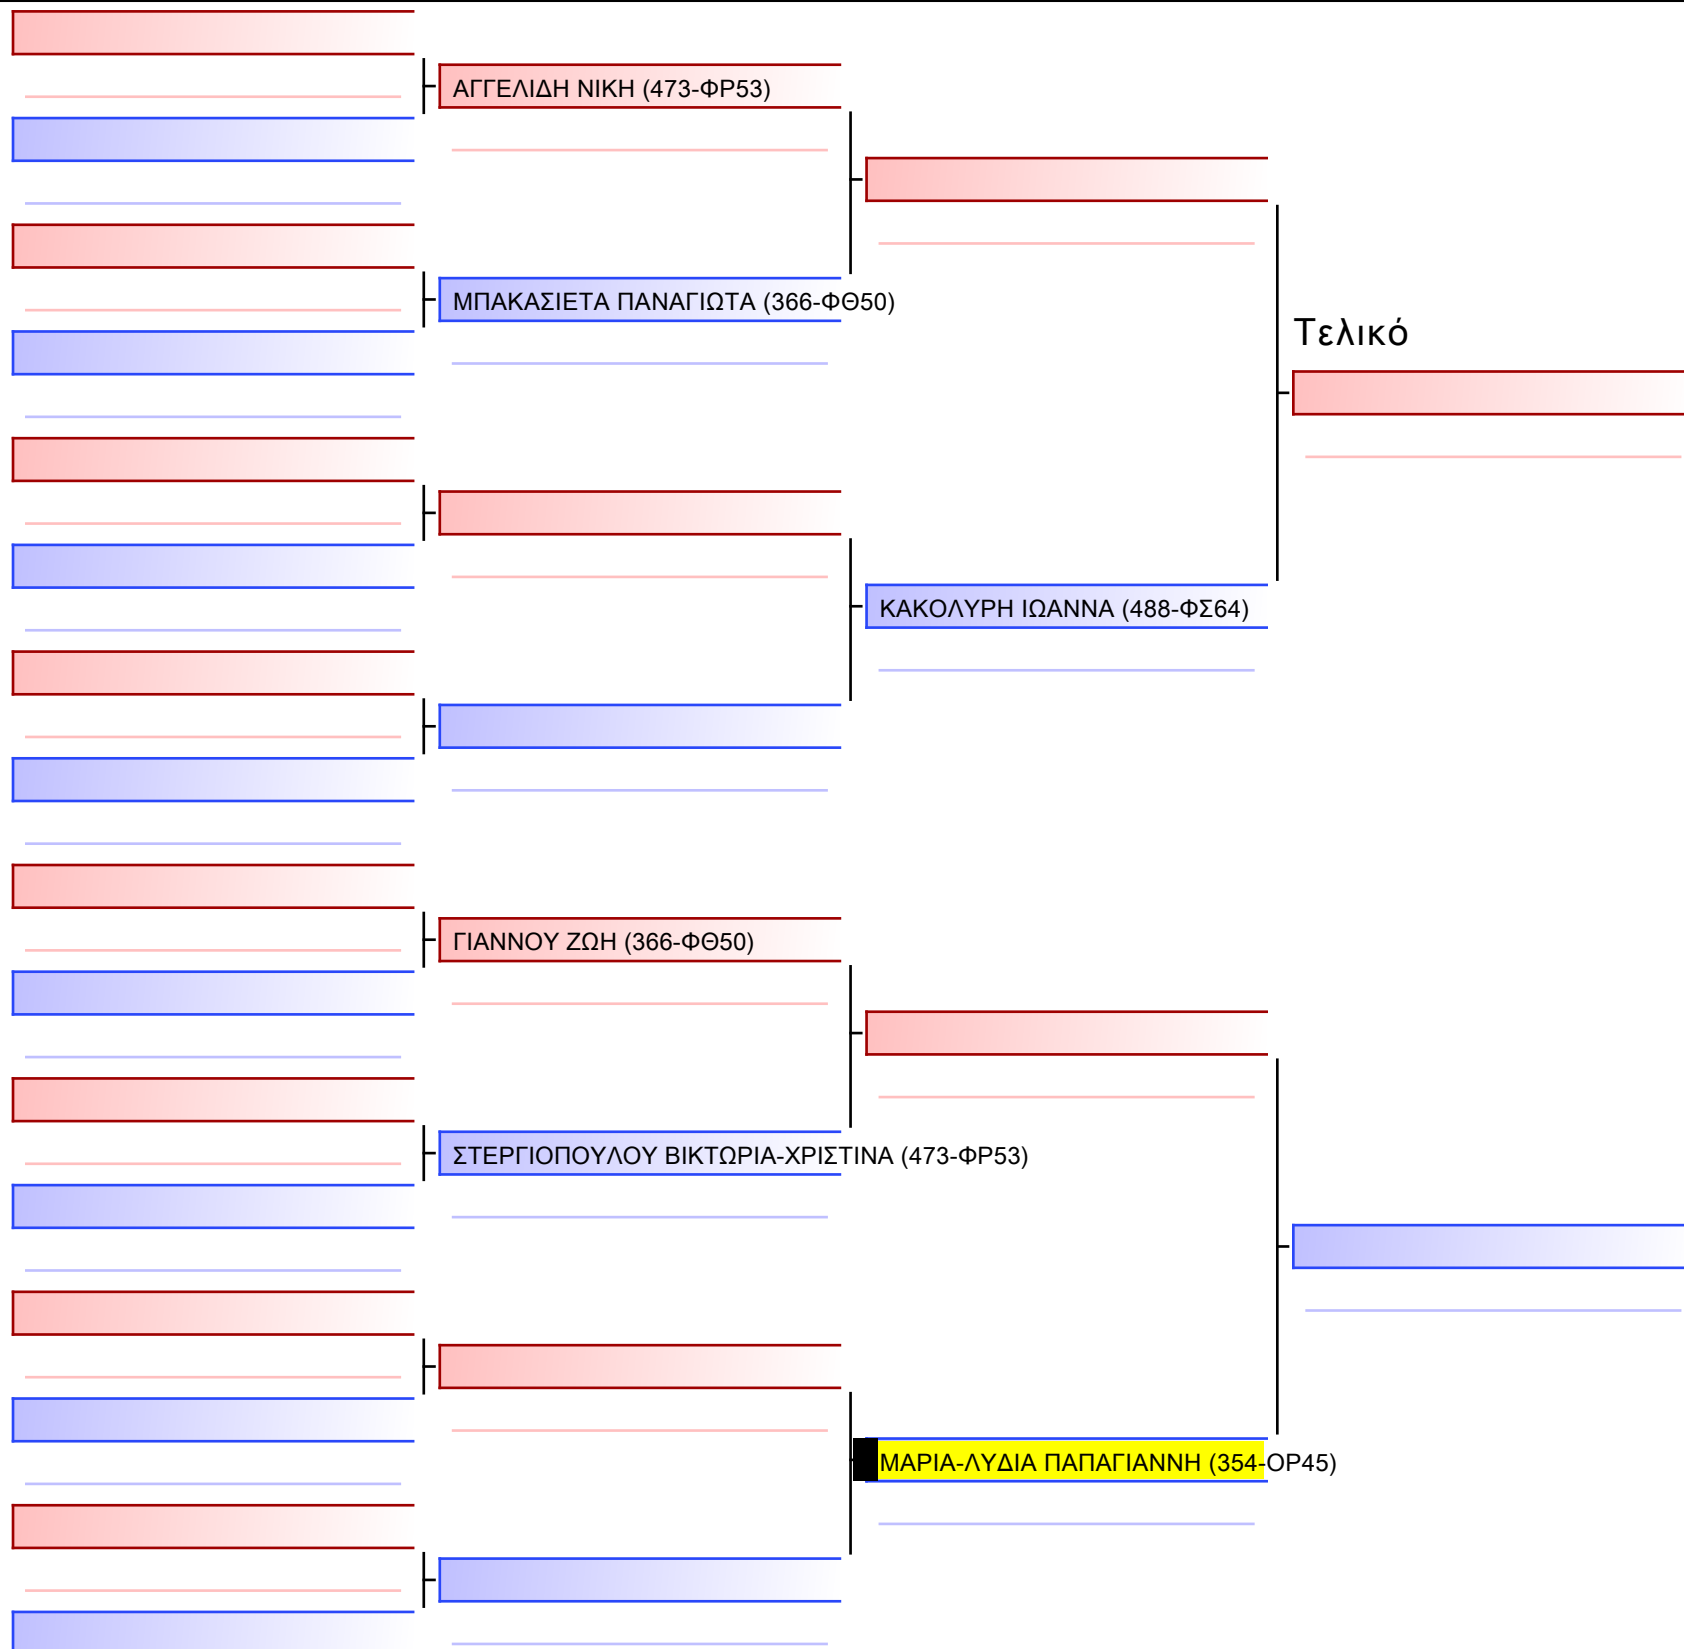 ΑΓΓΕΛΙΔΗ ΝΙΚΗ (473-ΦΡ53)
ΜΠΑΚΑΣΙΕΤΑ ΠΑΝΑΓΙΩΤΑ (366-ΦΘ50)
Τελικό
ΚΑΚΟΛΥΡΗ ΙΩΑΝΝΑ (488-ΦΣ64)
ΓΙΑΝΝΟΥ ΖΩΗ (366-ΦΘ50)
ΣΤΕΡΓΙΟΠΟΥΛΟΥ ΒΙΚΤΩΡΙΑ-ΧΡΙΣΤΙΝΑ (473-ΦΡ53)
ΜΑΡΙΑ-ΛΥΔΙΑ ΠΑΠΑΓΙΑΝΝΗ (354-ΟΡ45)